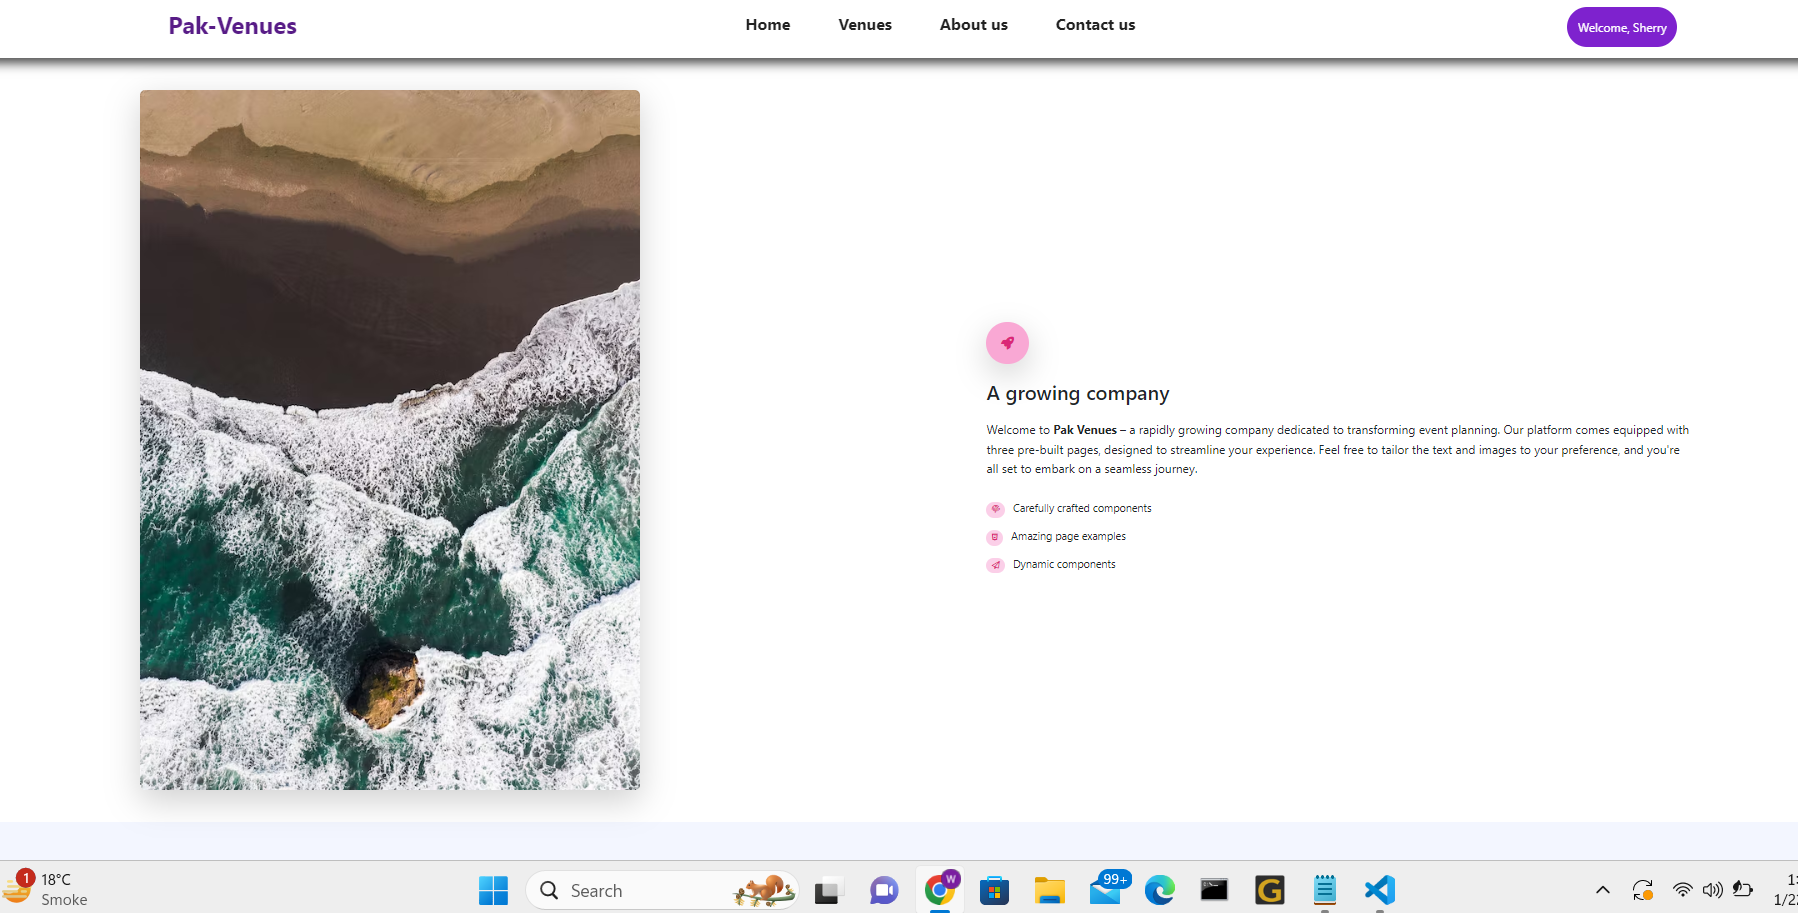 Pak-Venues
Home
Venues
About us
Contact us
Welcome, Sherry
A growing company
Welcome to Pak Venues – a rapidly growing company dedicated to transforming event planning. Our platform comes equipped with
three pre-built pages, designed to streamline your experience. Feel free to tailor the text and images to your preference, and you're
all set to embark on a seamless journey.
Carefully crafted components
Amazing page examples
Dynamic components
1
18°C
Smoke
Search
W
99+
G